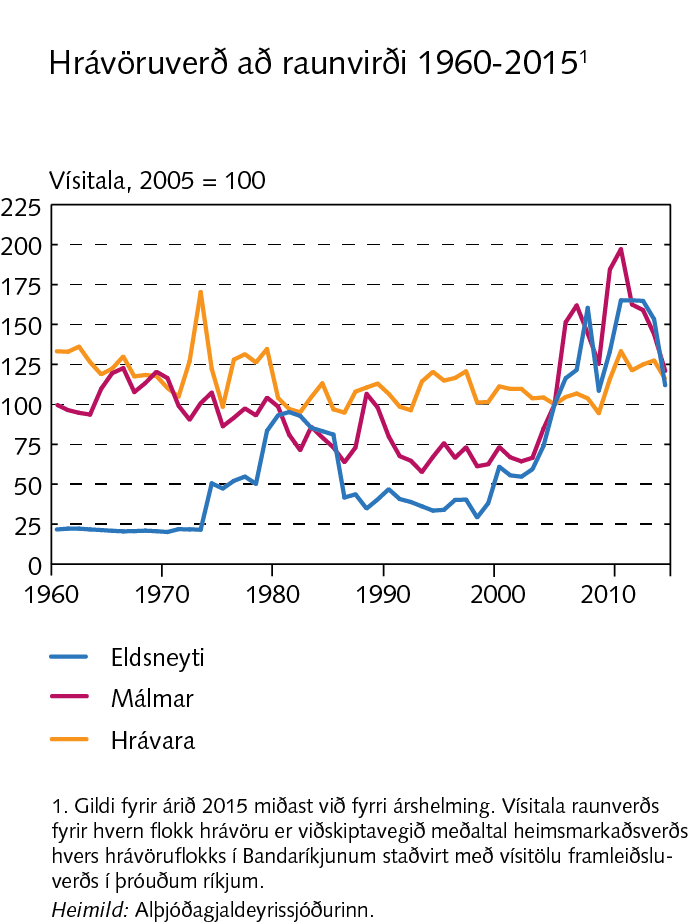 Hrávöruverð að raunvirði 1960-2015¹
Vísitala, 2005 = 100
225
200
175
150
125
100
75
50
25
0
1960 1970 1980 1990 2000 2010
Eldsneyti
Málmar
Hrávara
1. Gildi fyrir árið 2015 miðast við fyrri árshelming. Vísitala raunverðs
fyrir hvern flokk hrávöru er viðskiptavegið meðaltal heimsmarkaðsverðs
hvers hrávöruflokks í Bandaríkjunum staðvirt með vísitölu framleiðslu-
verðs í þróuðum ríkjum.
Heimild: Alþjóðagjaldeyrissjóðurinn.